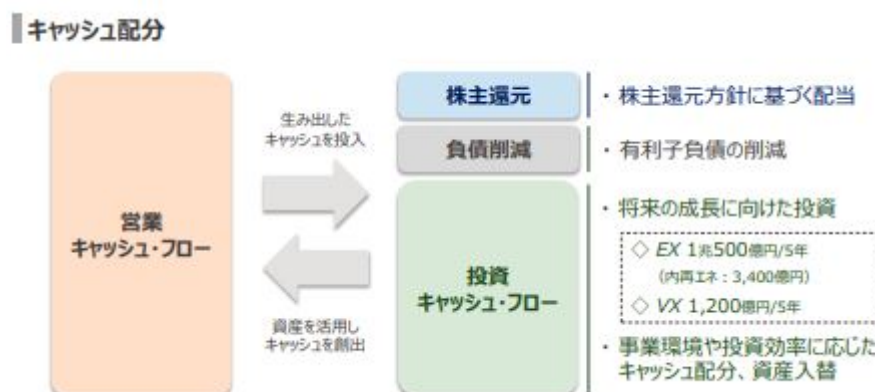 キャッシュ配分
生み出した
キャッシュを投入
営業
キャッシュ・フロー
資産を活用し
キャッシュを創出
株主還元
負債削減
投資
キャッシュ・フロー
・ 株主還元方針に基づく配当
・ 有利子負債の削減
・ 将来の成長に向けた投資
◇ EX 1兆500億円/5年
(内再エネ：3,400億円)
◇ VX 1,200億円/5年
・ 事業環境や投資効率に応じた
キャッシュ配分、資産入替